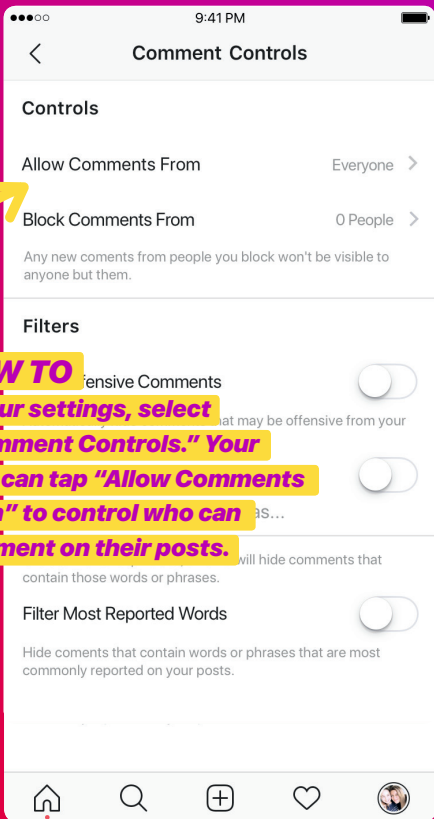 9:41 PM
Comment Controls
Controls
Allow Comments From
Everyone
Block Comments From
0 People
Any new coments from people you block won't be visible to
anyone but them.
Filters
W TO
fensive Comments
ur settings, select
at may be offensive from your
mment Controls." Your
can tap "Allow Comments
" to control who can
as...
ment on their posts.
will hide comments that
contain those words or phrases.
Filter Most Reported Words
Hide coments that contain words or phrases that are most
commonly reported on your posts.